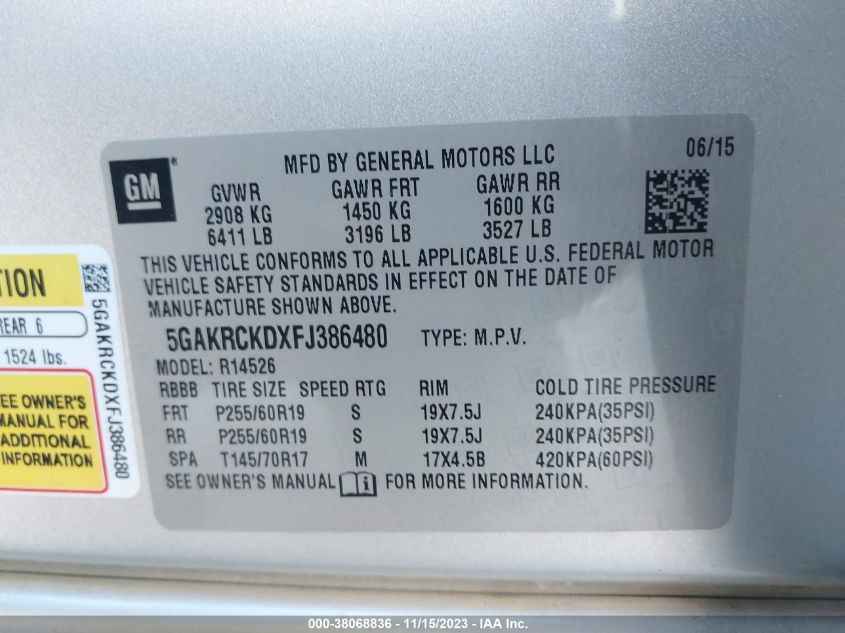 GM
MFD BY GENERAL MOTORS LLC
06/15
GVWR GAWR FRT GAWR RR
2908 KG 1450 KG 1600 KG
6411 LB 3196 LB 3527 LB
THIS VEHICLE CONFORMS TO ALL APPLICABLE U.S. FEDERAL MOTOR
VEHICLE SAFETY STANDARDS IN EFFECT ON THE DATE OF
MANUFACTURE SHOWN ABOVE.
5GAKRCKDXFJ386480 TYPE: M.P.V.
MODEL: R14526
RBBB TIRE SIZE SPEED RTG RIM COLD TIRE PRESSURE
FRT P255/60R19 S 19X7.5J 240KPA(35PSI)
RR P255/60R19 S 19X7.5J 240KPA(35PSI)
SPA T145/70R17 M 17X4.5B 420KPA(60PSI)
SEE OWNER'S MANUAL FOR MORE INFORMATION.
TION
REAR 6
1524 lbs.
EE OWNER'S
MANUAL FOR
ADDITIONAL
INFORMATION
5GAKRCKDXFJ386480
000-38068836 - 11/15/2023 - IAA Inc.